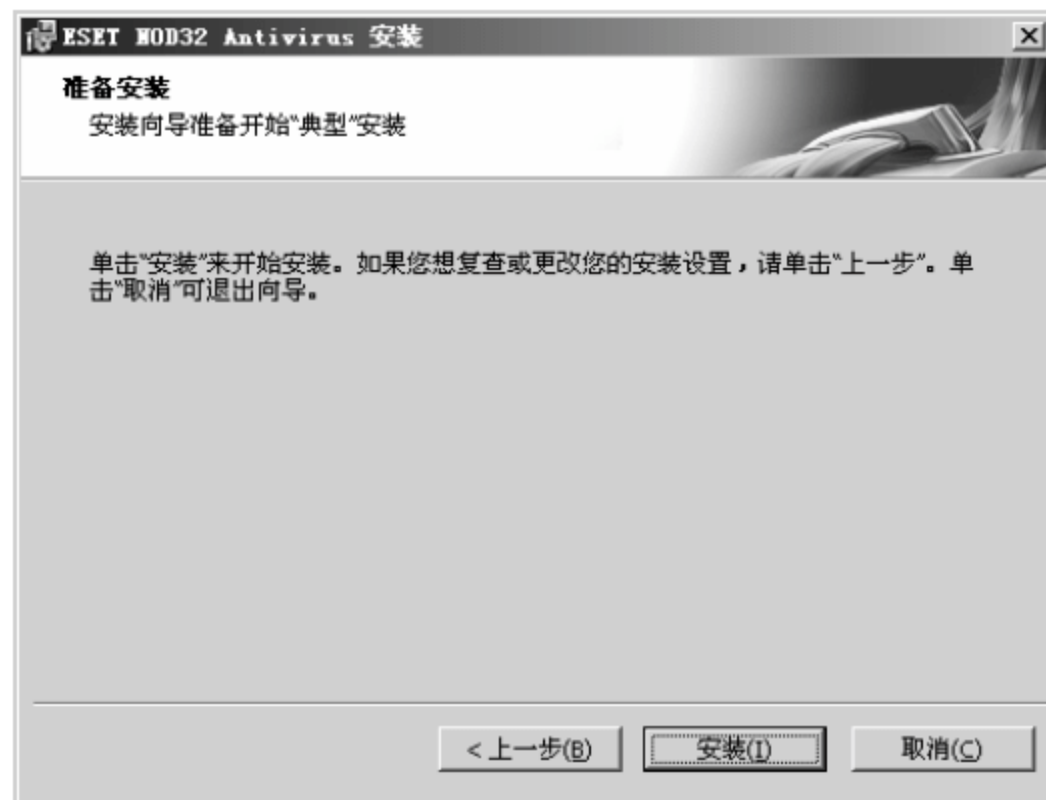 ESET NOD32 Antivirus 安装
准备安装
安装向导准备开始“典型”安装
单击“安装”来开始安装。如果您想复查或更改您的安装设置，请单击“上一步”。单
击“取消”可退出向导。
<上一步(B)
安装(I)
取消(C)